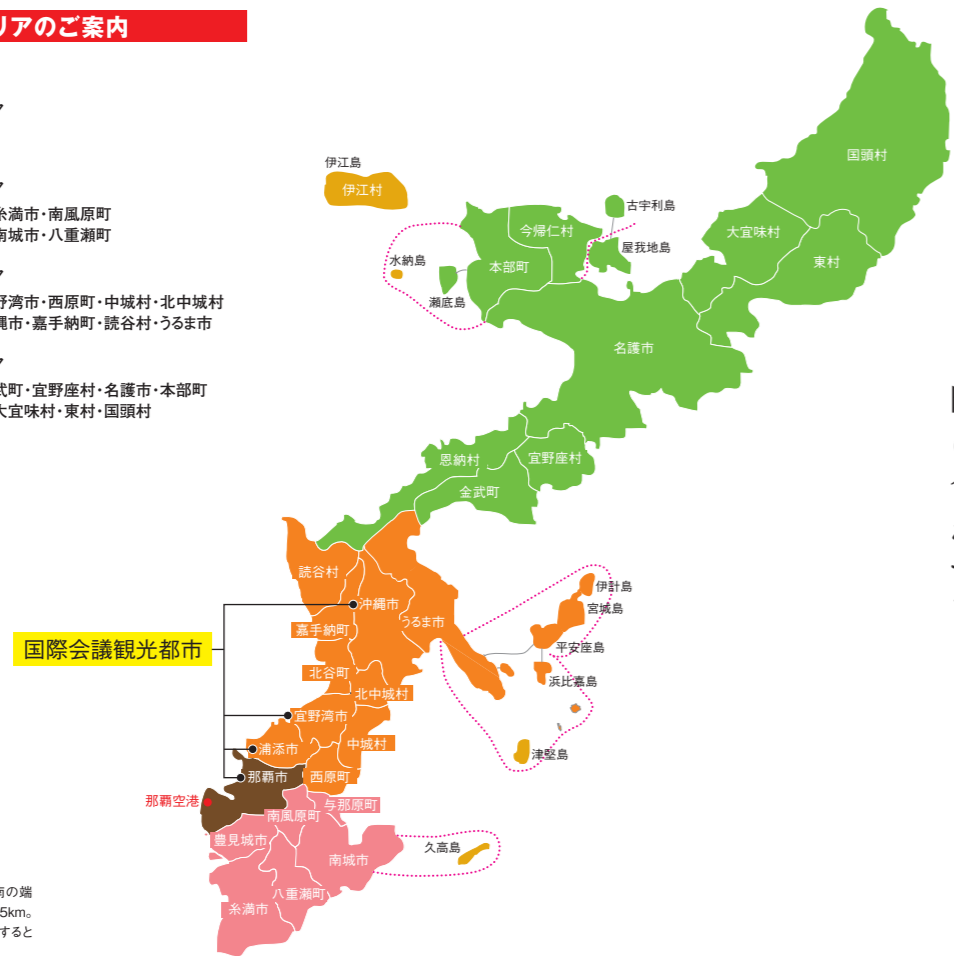 リアのご案内
ア
ア
糸満市・南風原町
南城市・八重瀬町
ア
野湾市・西原町・中城村・北中城村
縄市・嘉手納町・読谷村・うるま市
ア
武町・宜野座村・名護市・本部町
大宜味村・東村・国頭村
国頭村
伊江島
伊江村
古宇利島
今帰仁村
大宜味村
屋我地島
東村
水納島
本部町
瀬底島
名護市
恩納村
宜野座村
金武町
読谷村
伊計島
沖縄市
宮城島
うるま市
嘉手納町
国際会議観光都市
平安座島
北谷町
浜比嘉島
北中城村
宜野湾市
中城村
浦添市
津堅島
那覇市
西原町
那覇空港
与那原町
南風原町
豊見城市
久高島
南城市
八重瀬町
糸満市
南の端
5km。
すると